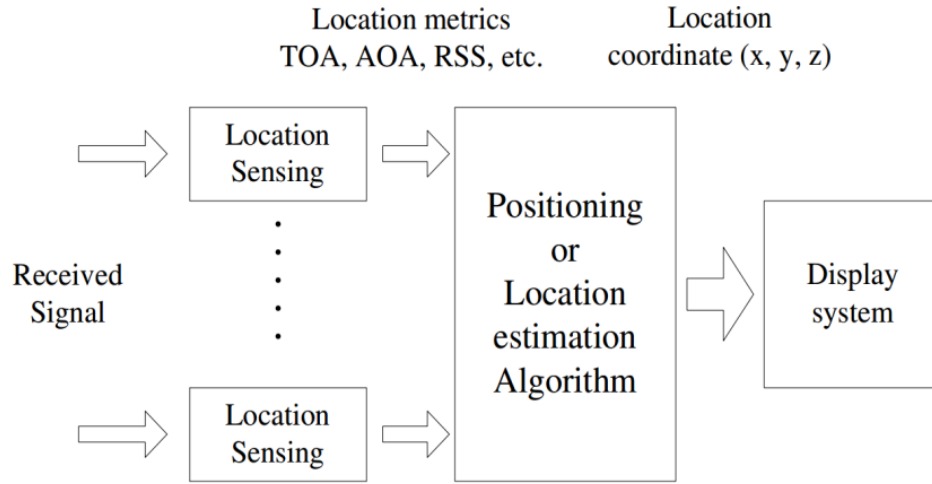 Location metrics
TOA, AOA, RSS, etc.
Location
coordinate (x, y, z)
Location
Sensing
Received
Signal
Positioning
or
Location
estimation
Algorithm
Display
system
Location
Sensing